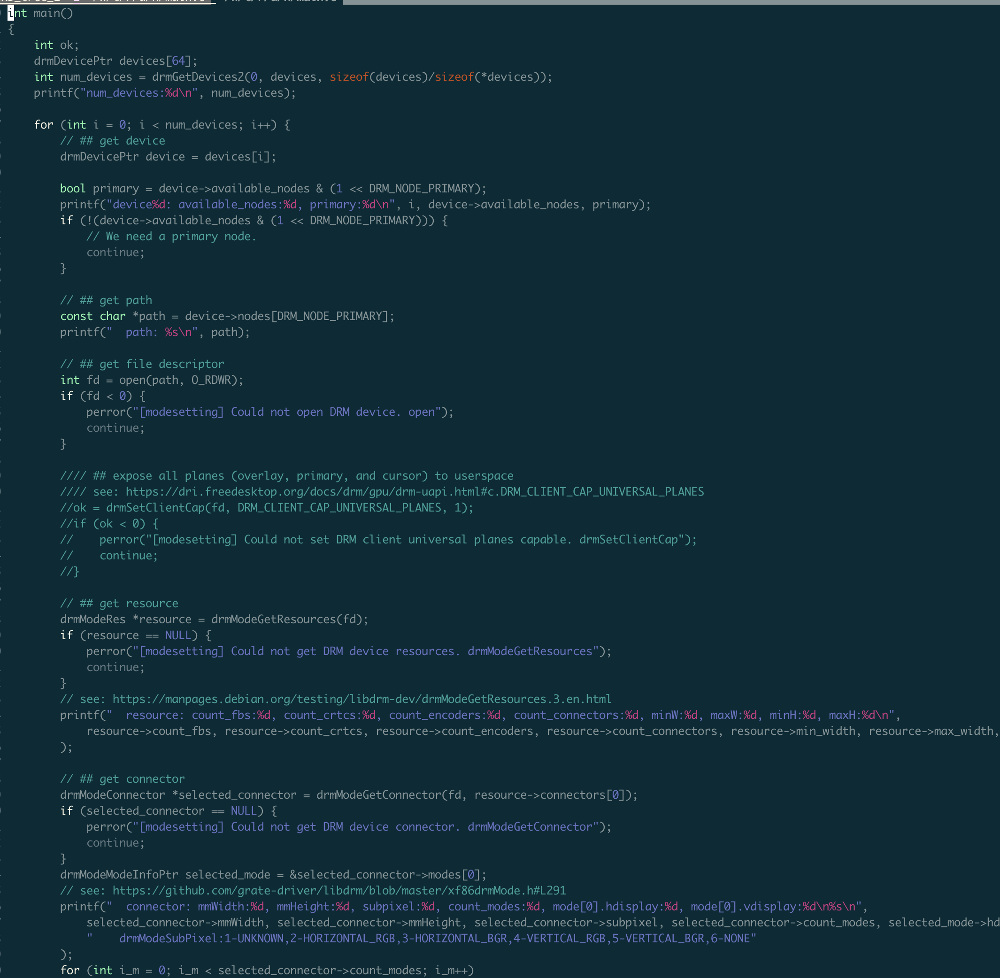 int main()
{
    int ok;
    drmDevicePtr devices[64];
    int num_devices = drmGetDevices2(0, devices, sizeof(devices)/sizeof(*devices));
    printf("num_devices:%d\n", num_devices);

    for (int i = 0; i < num_devices; i++) {
        // ## get device
        drmDevicePtr device = devices[i];

        bool primary = device->available_nodes & (1 << DRM_NODE_PRIMARY);
        printf("device%d: available_nodes:%d, primary:%d\n", i, device->available_nodes, primary);
        if (!(device->available_nodes & (1 << DRM_NODE_PRIMARY))) {
            // We need a primary node.
            continue;
        }

        // ## get path
        const char *path = device->nodes[DRM_NODE_PRIMARY];
        printf("  path: %s\n", path);

        // ## get file descriptor
        int fd = open(path, O_RDWR);
        if (fd < 0) {
            perror("[modesetting] Could not open DRM device. open");
            continue;
        }

        //// ## expose all planes (overlay, primary, and cursor) to userspace
        //// see: https://dri.freedesktop.org/docs/drm/gpu/drm-uapi.html#c.DRM_CLIENT_CAP_UNIVERSAL_PLANES
        //ok = drmSetClientCap(fd, DRM_CLIENT_CAP_UNIVERSAL_PLANES, 1);
        //if (ok < 0) {
        //    perror("[modesetting] Could not set DRM client universal planes capable. drmSetClientCap");
        //    continue;
        //}

        // ## get resource
        drmModeRes *resource = drmModeGetResources(fd);
        if (resource == NULL) {
            perror("[modesetting] Could not get DRM device resources. drmModeGetResources");
            continue;
        }
        // see: https://manpages.debian.org/testing/libdrm-dev/drmModeGetResources.3.en.html
        printf("  resource: count_fbs:%d, count_crtcs:%d, count_encoders:%d, count_connectors:%d, minW:%d, maxW:%d, minH:%d, maxH:%d\n",
            resource->count_fbs, resource->count_crtcs, resource->count_encoders, resource->count_connectors, resource->min_width, resource->max_width,
        );

        // ## get connector
        drmModeConnector *selected_connector = drmModeGetConnector(fd, resource->connectors[0]);
        if (selected_connector == NULL) {
            perror("[modesetting] Could not get DRM device connector. drmModeGetConnector");
            continue;
        }
        drmModeModeInfoPtr selected_mode = &selected_connector->modes[0];
        // see: https://github.com/grate-driver/libdrm/blob/master/xf86drmMode.h#L291
        printf("  connector: mmWidth:%d, mmHeight:%d, subpixel:%d, count_modes:%d, mode[0].hdisplay:%d, mode[0].vdisplay:%d\n%s\n",
            selected_connector->mmWidth, selected_connector->mmHeight, selected_connector->subpixel, selected_connector->count_modes, selected_mode->hd
            "    drmModeSubPixel:1-UNKNOWN,2-HORIZONTAL_RGB,3-HORIZONTAL_BGR,4-VERTICAL_RGB,5-VERTICAL_BGR,6-NONE"
        );
        for (int i_m = 0; i_m < selected_connector->count_modes; i_m++)